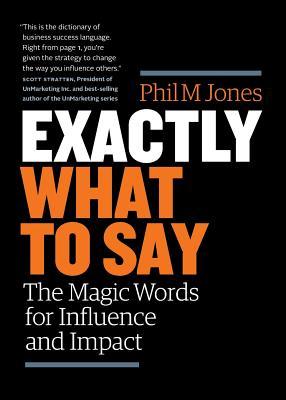 "This is the dictionary of
business success language.
Right from page 1, you're
given the strategy to change
the way you influence others."
SCOTT STRATTEN, President of
UnMarketing Inc. and best-selling
author of the UnMarketing series
Phil M Jones
EXACTLY
WHAT
TO SAY
The Magic Words
for Influence
and Impact